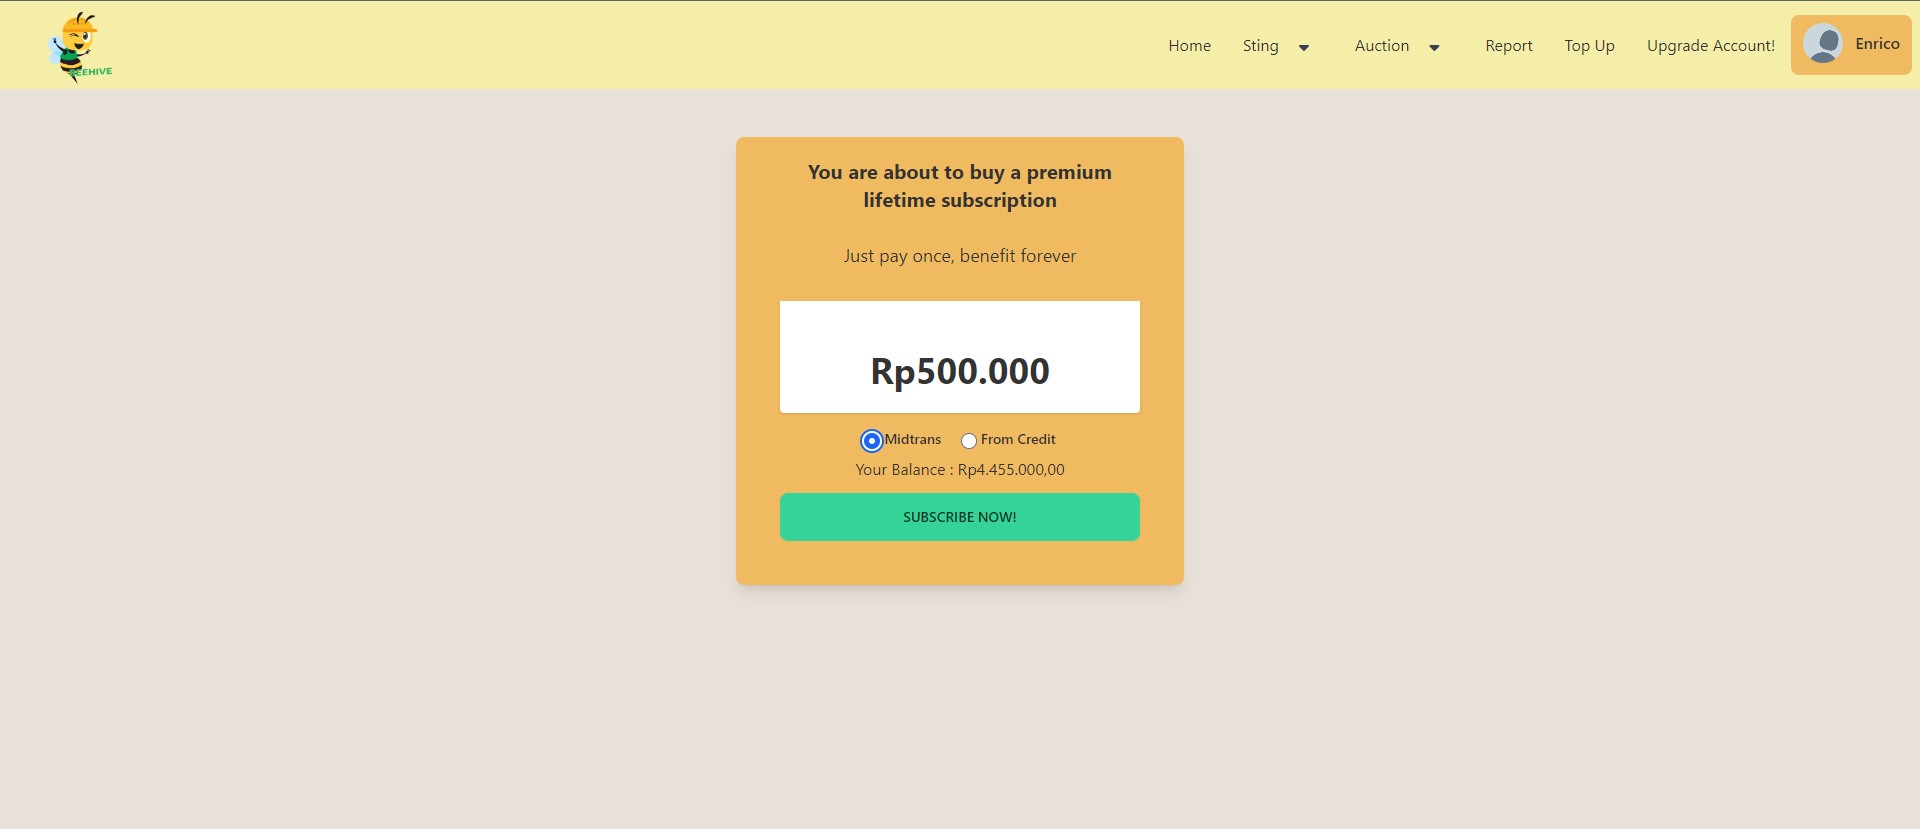 BEEHIVE
Home Sting Auction Report Top Up Upgrade Account! Enrico
You are about to buy a premium
lifetime subscription
Just pay once, benefit forever
Rp500.000
Midtrans From Credit
Your Balance : Rp4.455.000,00
SUBSCRIBE NOW!